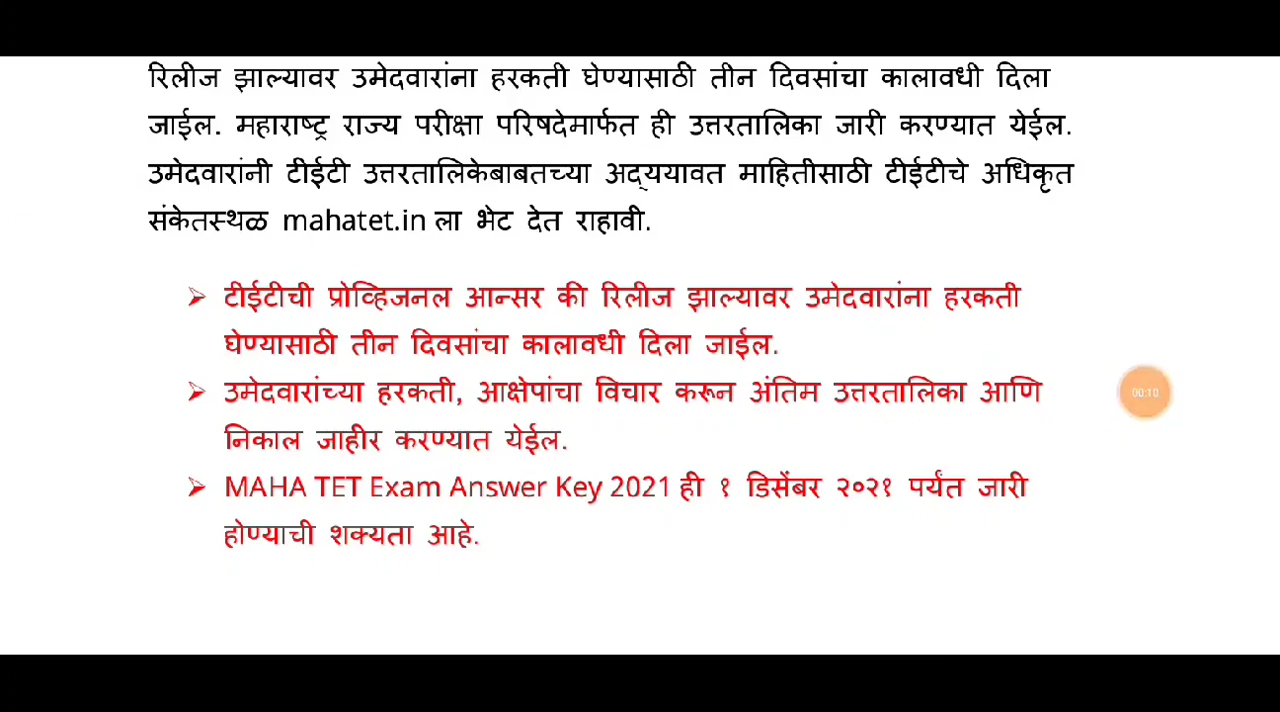 रिलीज झाल्यावर उमेदवारांना हरकती घेण्यासाठी तीन दिवसांचा कालावधी दिला
जाईल. महाराष्ट्र राज्य परीक्षा परिषदेमार्फत ही उत्तरतालिका जारी करण्यात येईल.
उमेदवारांनी टीईटी उत्तरतालिकेबाबतच्या अद्ययावत माहितीसाठी टीईटीचे अधिकृत
संकेतस्थळ mahatet.in ला भेट देत राहावी.
➢ टीईटीची प्रोव्हिजनल आन्सर की रिलीज झाल्यावर उमेदवारांना हरकती
घेण्यासाठी तीन दिवसांचा कालावधी दिला जाईल.
➢ उमेदवारांच्या हरकती, आक्षेपांचा विचार करून अंतिम उत्तरतालिका आणि
निकाल जाहीर करण्यात येईल.
➢ MAHA TET Exam Answer Key 2021 ही १ डिसेंबर २०२१ पर्यंत जारी
होण्याची शक्यता आहे.
00:10